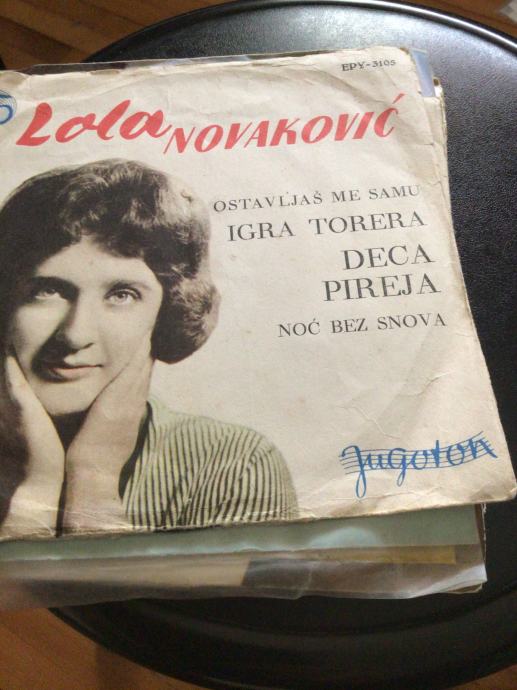 EPY-3105
Lola NOVAKOVIĆ
OSTAVLJAŠ ME SAMU
IGRA TORERA
DECA
PIREJA
NOĆ BEZ SNOVA
Jugoton